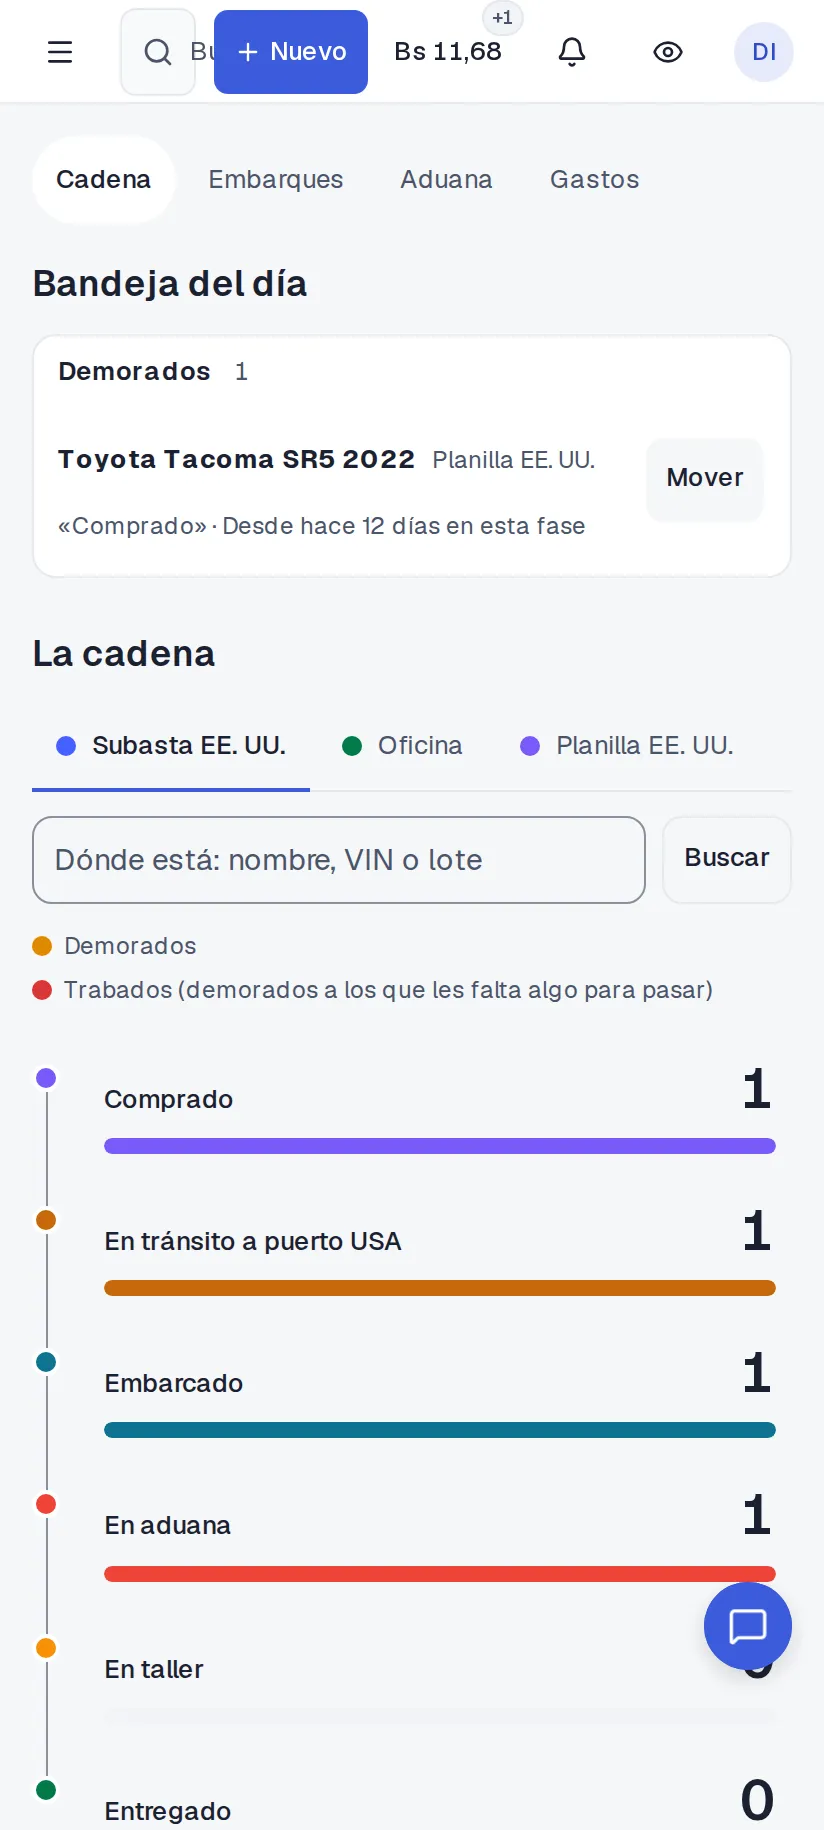 +1
Bu
+ Nuevo
Bs 11,68
DI
Cadena
Embarques
Aduana
Gastos
Bandeja del día
Demorados 1
Toyota Tacoma SR5 2022 Planilla EE. UU.
Mover
«Comprado» · Desde hace 12 días en esta fase
La cadena
Subasta EE. UU.
Oficina
Planilla EE. UU.
Dónde está: nombre, VIN o lote
Buscar
Demorados
Trabados (demorados a los que les falta algo para pasar)
Comprado 1
En tránsito a puerto USA 1
Embarcado 1
En aduana 1
En taller
Entregado 0